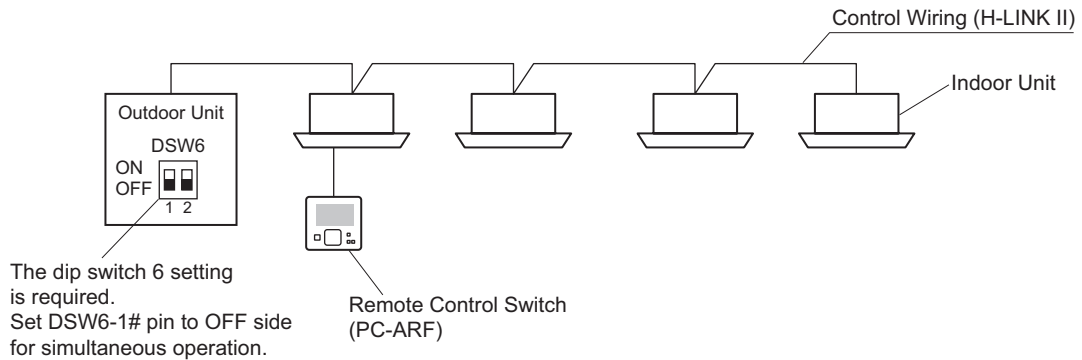 Control Wiring (H-LINK II)
Indoor Unit
Outdoor Unit
DSW6
ON
OFF
1 2
The dip switch 6 setting
is required.
Set DSW6-1# pin to OFF side
for simultaneous operation.
Remote Control Switch
(PC-ARF)